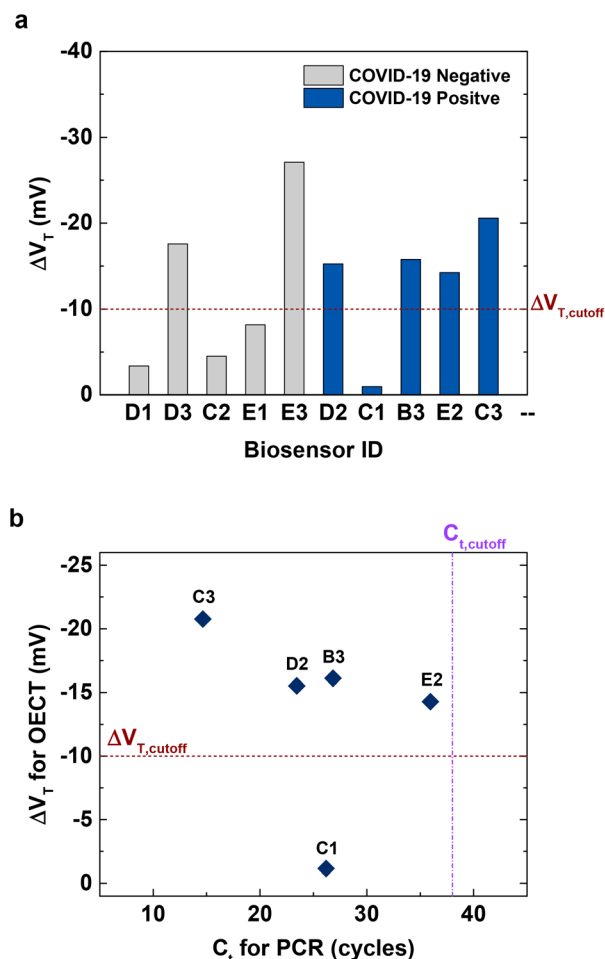 a
-50
-40
-30
-20
-10
0
ΔV_T (mV)
COVID-19 Negative
COVID-19 Positve
ΔV_T,cutoff
D1 D3 C2 E1 E3 D2 C1 B3 E2 C3 --
Biosensor ID
b
C_t,cutoff
-25
-20
-15
-10
-5
0
ΔV_T for OECT (mV)
C3
D2
B3
E2
ΔV_T,cutoff
C1
10 20 30 40
C_t for PCR (cycles)